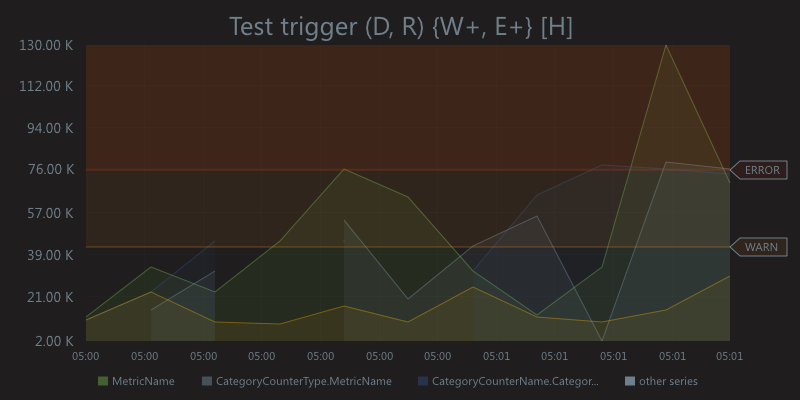 Test trigger (D, R) {W+, E+} [H]
130.00 K
112.00 K
94.00 K
76.00 K
ERROR
57.00 K
WARN
39.00 K
21.00 K
2.00 K
05:00 05:00 05:00 05:00 05:00 05:00 05:00 05:01 05:01 05:01 05:01 05:01
MetricName CategoryCounterType.MetricName CategoryCounterName.Categor... other series